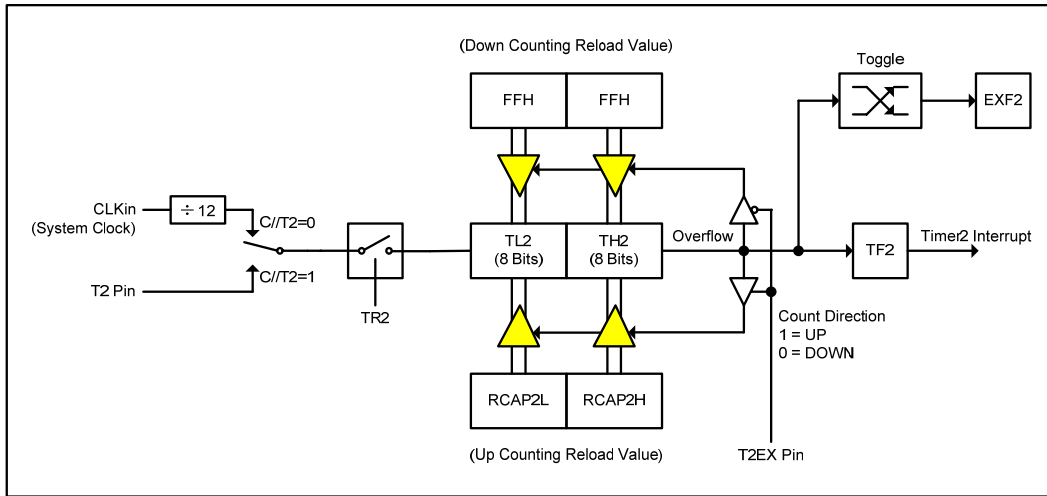 (Down Counting Reload Value)
Toggle
FFH
FFH
EXF2
CLKin
(System Clock)
÷ 12
C//T2=0
TL2
(8 Bits)
TH2
(8 Bits)
Overflow
TF2
Timer2 Interrupt
T2 Pin
C//T2=1
TR2
Count Direction
1 = UP
0 = DOWN
RCAP2L
RCAP2H
(Up Counting Reload Value)
T2EX Pin